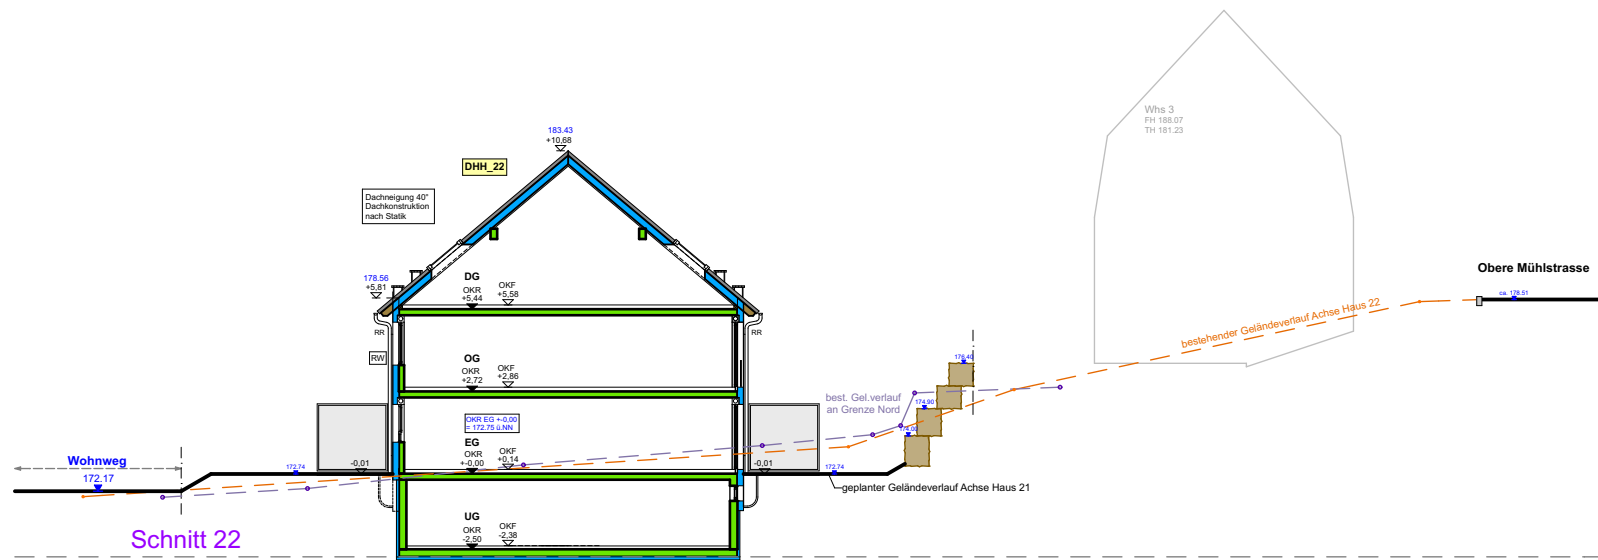 Whs 3
FH 188.07
TH 181.23
183.43
+10,68
DHH_22
Dachneigung 40°
Dachkonstruktion
nach Statik
178.56
+5,81
DG
OKR
+5,44
OKF
+5,58
RR
RR
RW
OG
OKR
+2,72
OKF
+2,86
OKR EG +-0,00
= 172.75 ü.NN
EG
OKR
+-0,00
OKF
+0,14
-0,01
-0,01
UG
OKR
-2,50
OKF
-2,38
Wohnweg
172.17
172.74
172.74
best. Gel.verlauf
an Grenze Nord
176.40
174.90
174.00
geplanter Geländeverlauf Achse Haus 21
bestehender Geländeverlauf Achse Haus 22
Obere Mühlstrasse
ca. 178.51
Schnitt 22